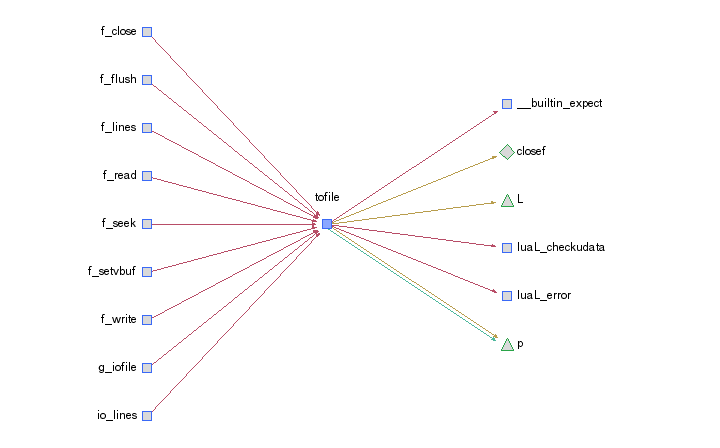 f_close
f_flush
f_lines
f_read
f_seek
f_setvbuf
f_write
g_iofile
io_lines
tofile
__builtin_expect
closef
L
luaL_checkudata
luaL_error
p